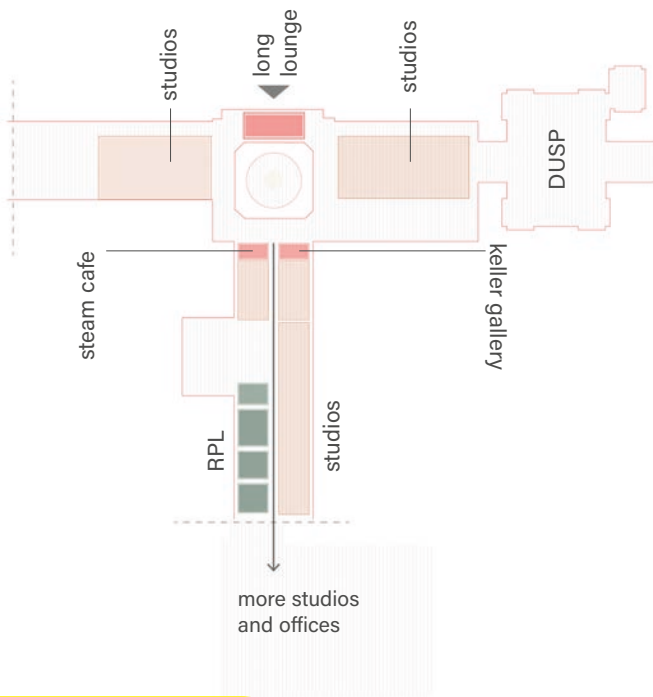 studios
long
lounge
studios
DUSP
steam cafe
keller gallery
RPL
studios
more studios
and offices